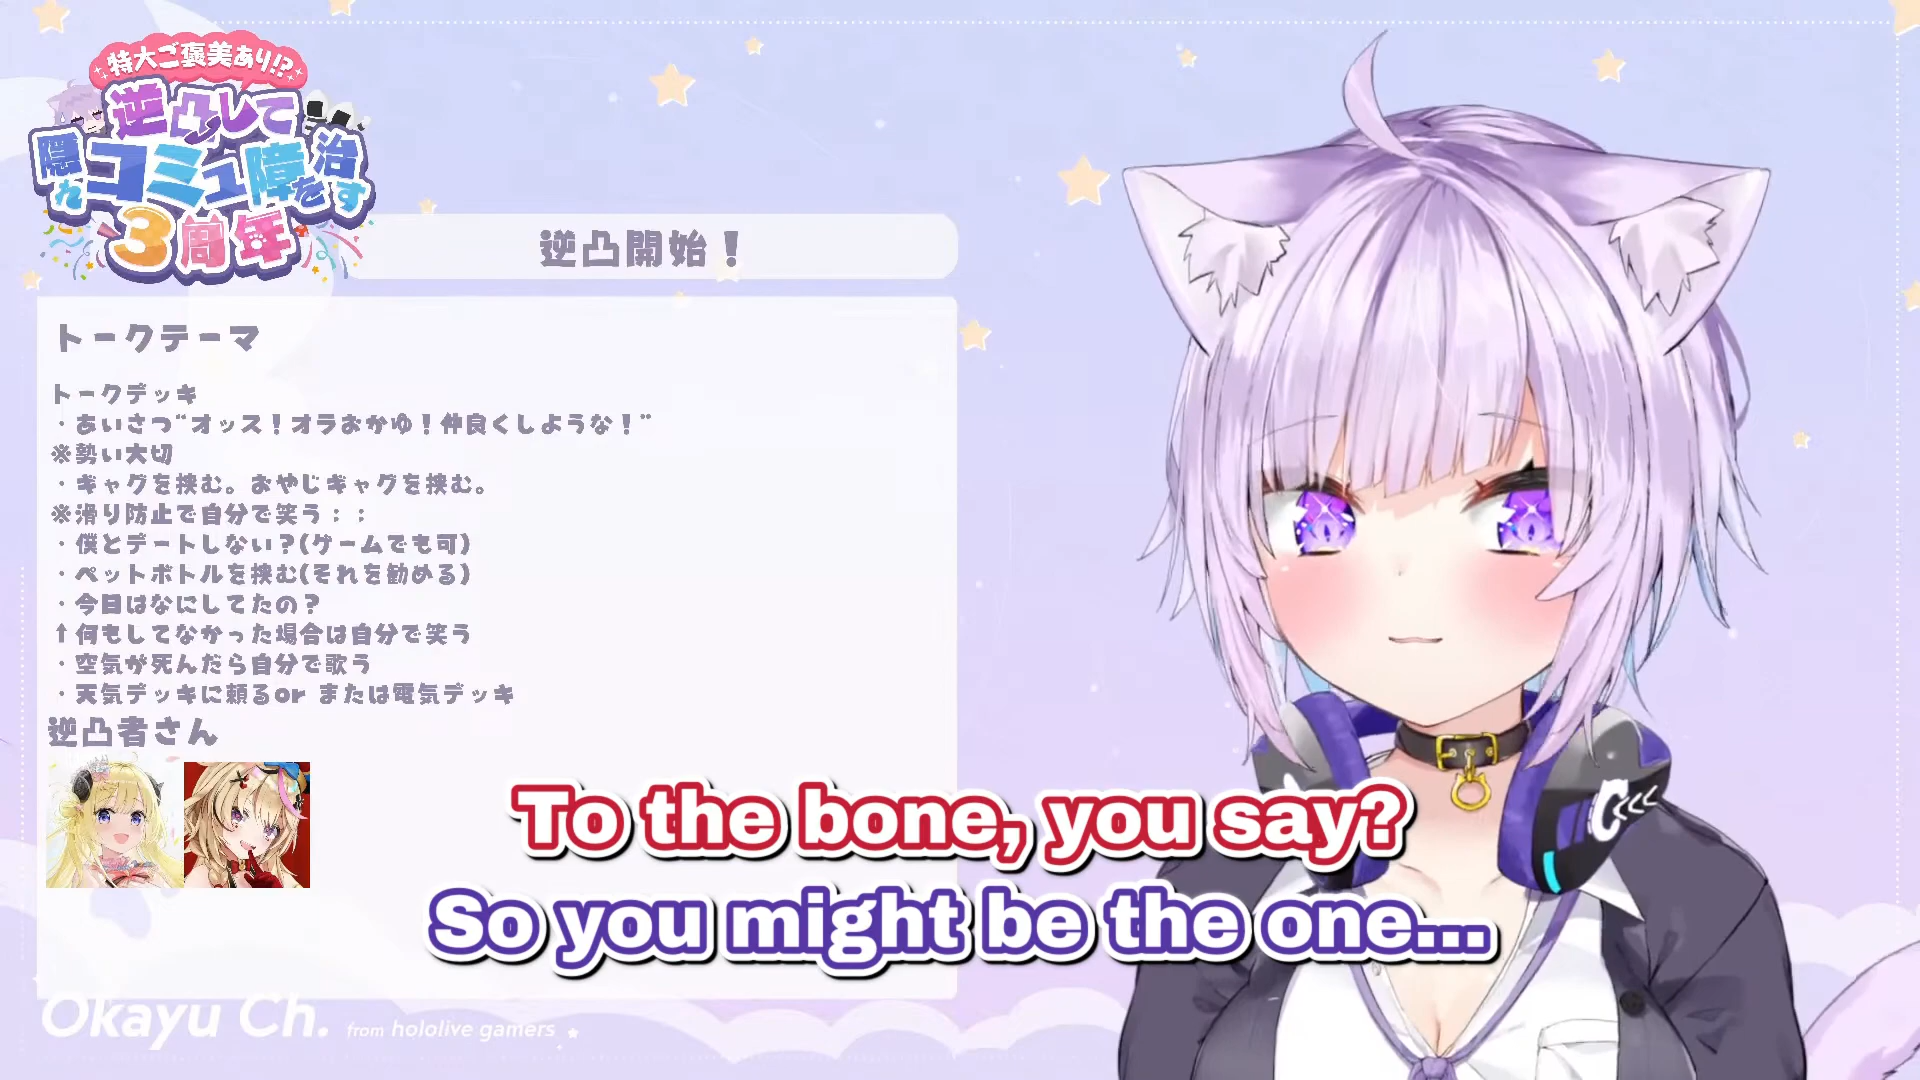 特大ご褒美あり!?
逆凸して
隠れコミュ障を治す
3周年
逆凸開始！
トークテーマ
トークデッキ
・あいさつ"オッス！オラおかゆ！仲良くしような！"
※勢い大切
・ギャグを挟む。おやじギャグを挟む。
※滑り防止で自分で笑う；；
・僕とデートしない？(ゲームでも可)
・ペットボトルを挟む(それを勧める)
・今日はなにしてたの？
↑何もしてなかった場合は自分で笑う
・空気が死んだら自分で歌う
・天気デッキに頼るor または電気デッキ
逆凸者さん
To the bone, you say?
So you might be the one...
Okayu Ch. from hololive gamers